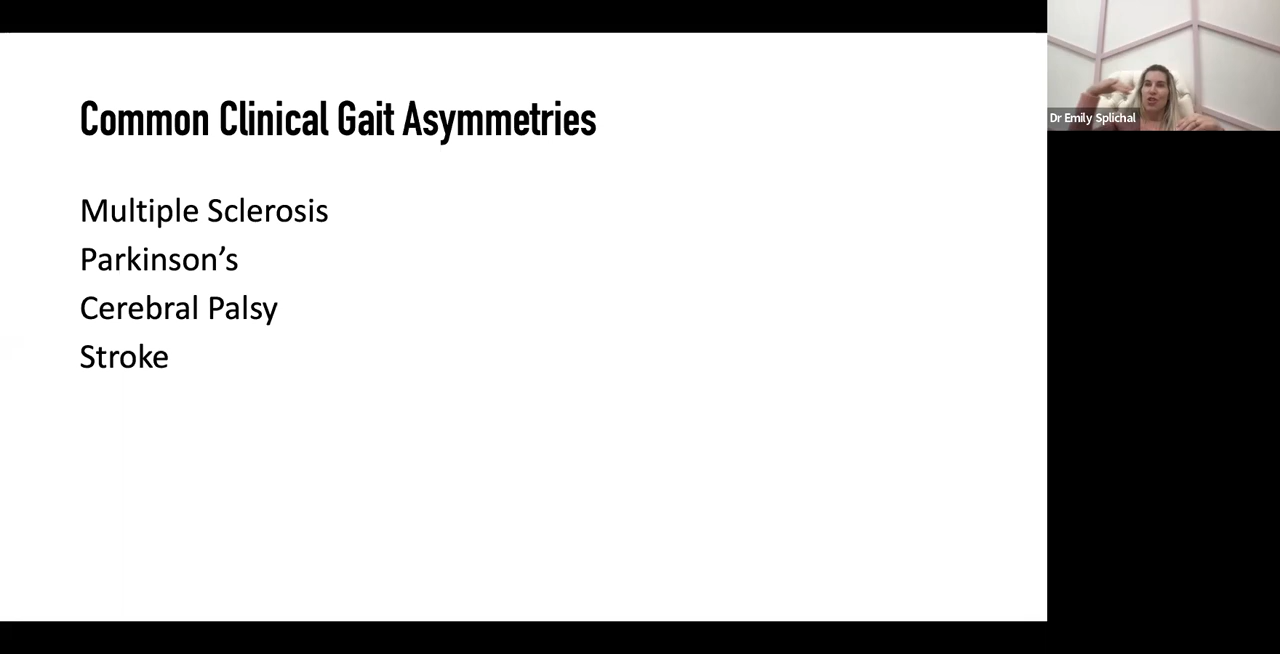 Common Clinical Gait Asymmetries
Multiple Sclerosis
Parkinson’s
Cerebral Palsy
Stroke
Dr Emily Splichal